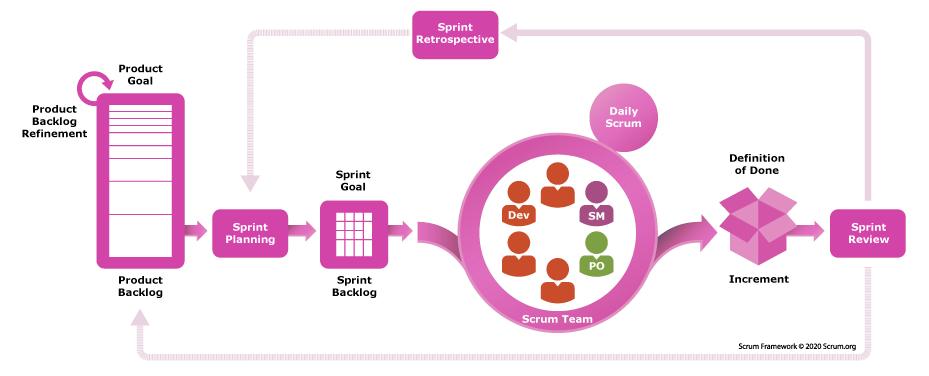 Sprint
Retrospective
Product
Goal
Product
Backlog
Refinement
Daily
Scrum
Sprint
Goal
Definition
of Done
Dev
SM
Sprint
Planning
Sprint
Review
PO
Product
Backlog
Sprint
Backlog
Increment
Scrum Team
Scrum Framework © 2020 Scrum.org